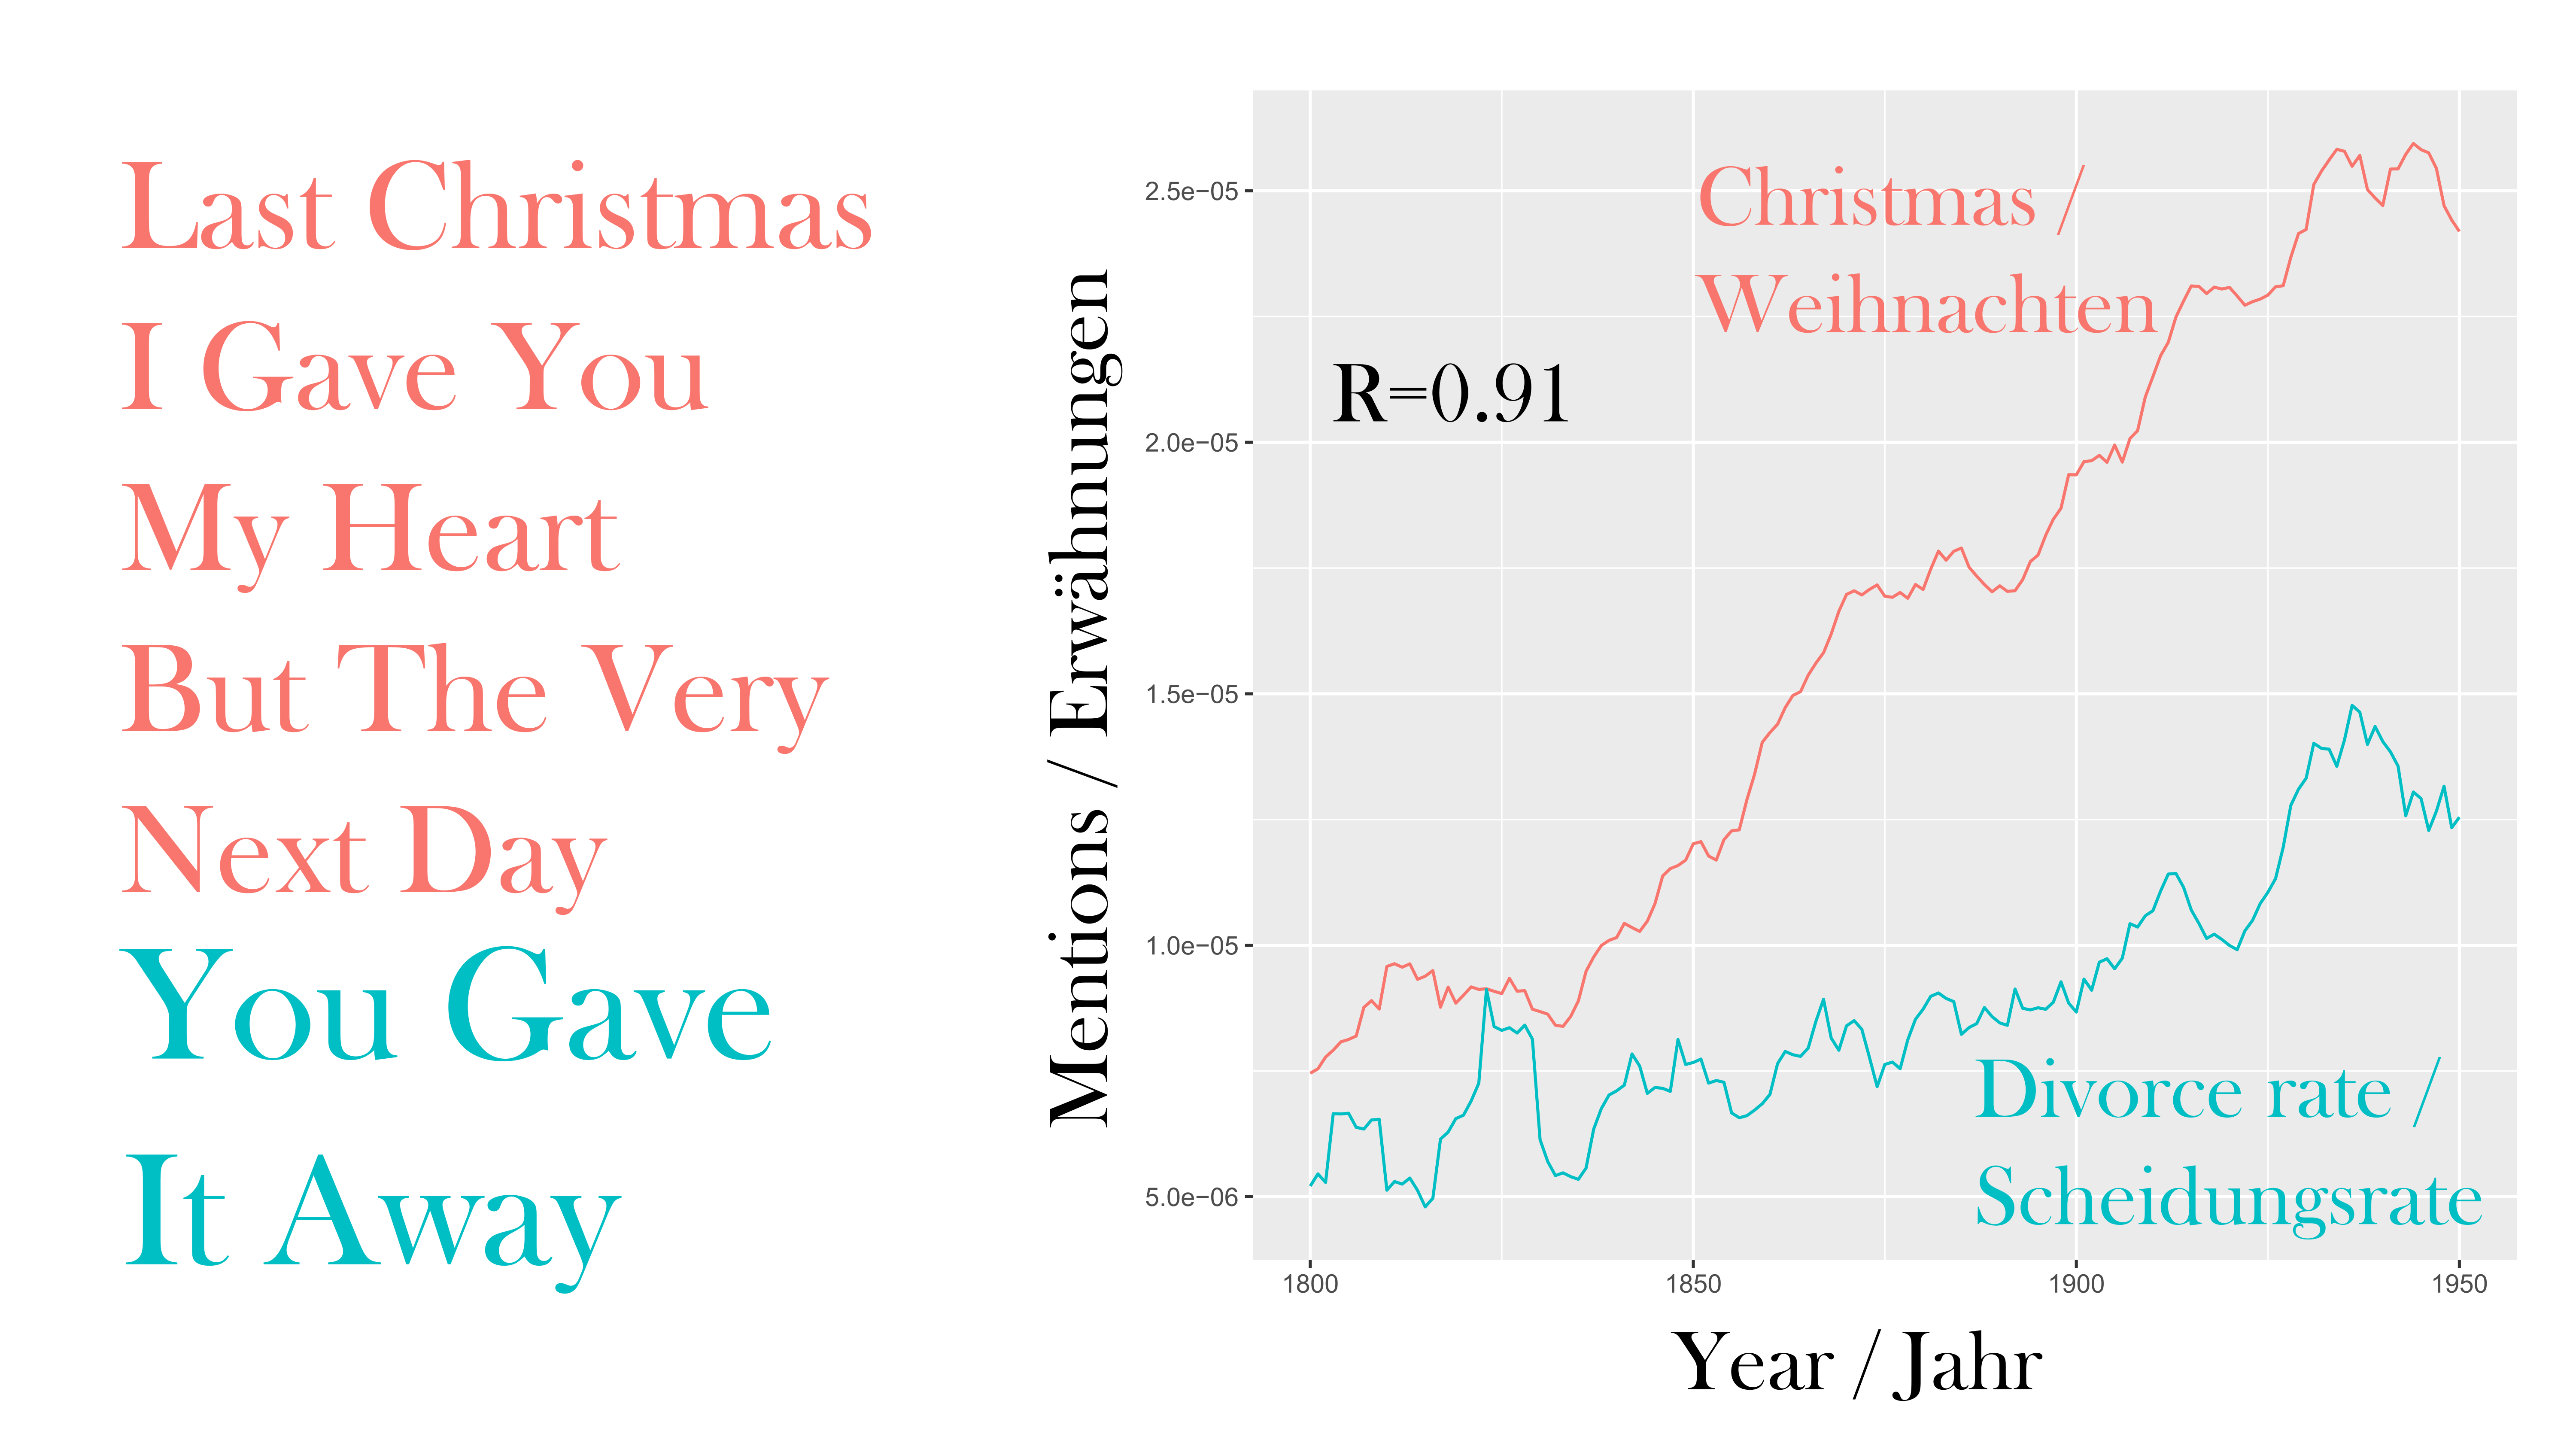 Last Christmas
I Gave You
My Heart
But The Very
Next Day
You Gave
It Away
Mentions / Erwähnungen
2.5e−05
2.0e−05
1.5e−05
1.0e−05
5.0e−06
Christmas /
Weihnachten
R=0.91
Divorce rate /
Scheidungsrate
1800
1850
1900
1950
Year / Jahr